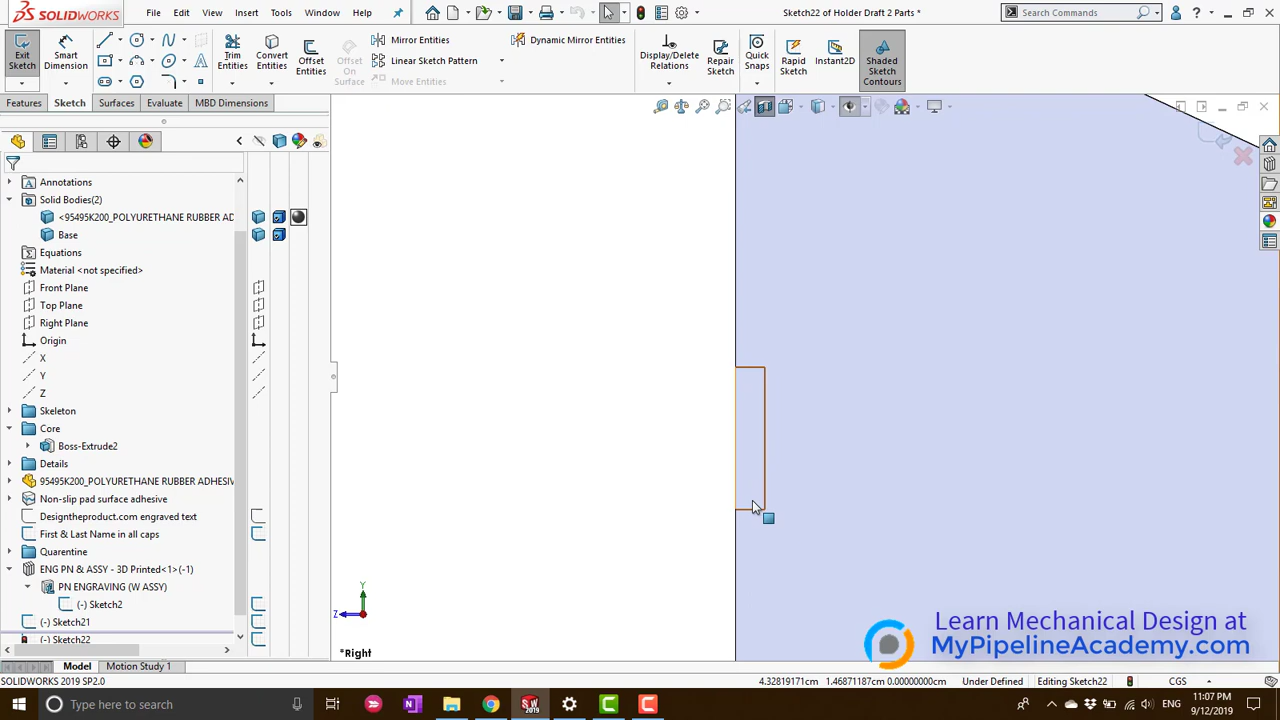 SOLIDWORKS
File Edit View Insert Tools Window Help
Sketch22 of Holder Draft 2 Parts *
Search Commands
Exit Sketch
Smart Dimension
Trim Entities
Convert Entities
Offset Entities
Offset On Surface
Mirror Entities
Linear Sketch Pattern
Move Entities
Dynamic Mirror Entities
Display/Delete Relations
Repair Sketch
Quick Snaps
Rapid Sketch
Instant2D
Shaded Sketch Contours
Features Sketch Surfaces Evaluate MBD Dimensions
Annotations
Solid Bodies(2)
<95495K200_POLYURETHANE RUBBER AD
Base
Equations
Material <not specified>
Front Plane
Top Plane
Right Plane
Origin
X
Y
Z
Skeleton
Core
Boss-Extrude2
Details
95495K200_POLYURETHANE RUBBER ADHESIV
Non-slip pad surface adhesive
Designtheproduct.com engraved text
First & Last Name in all caps
Quarentine
ENG PN & ASSY - 3D Printed<1>(-1)
PN ENGRAVING (W ASSY)
(-) Sketch2
(-) Sketch21
(-) Sketch22
Y
Z
*Right
Learn Mechanical Design at
MyPipelineAcademy.com
Model Motion Study 1
SOLIDWORKS 2019 SP2.0
4.32819171cm 1.46871187cm 0.00000000cm Under Defined Editing Sketch22 CGS
Type here to search
ENG
11:07 PM
9/12/2019